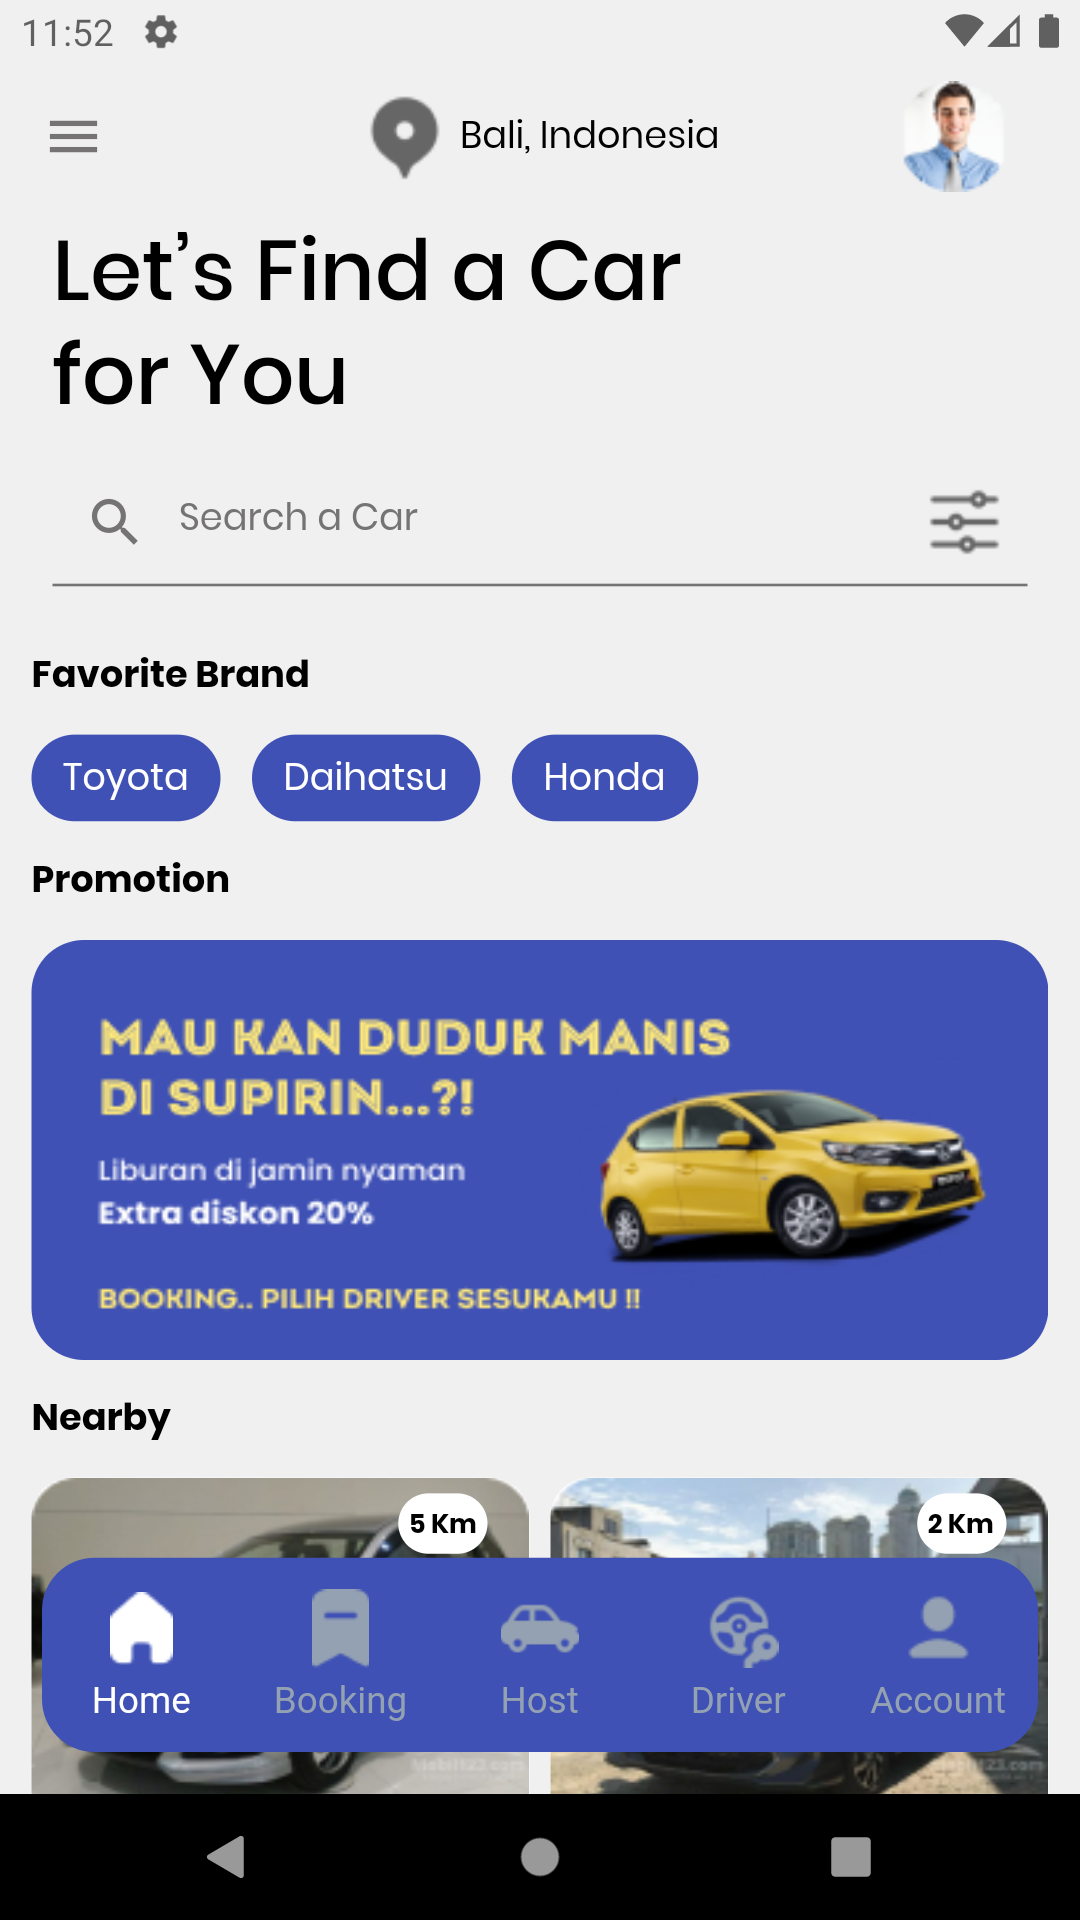 11:52
Bali, Indonesia
Let’s Find a Car
for You
Search a Car
Favorite Brand
Toyota
Daihatsu
Honda
Promotion
MAU KAN DUDUK MANIS
DI SUPIRIN...?!
Liburan di jamin nyaman
Extra diskon 20%
BOOKING.. PILIH DRIVER SESUKAMU !!
Nearby
5 Km
2 Km
Home
Booking
Host
Driver
Account
Mobil123.com